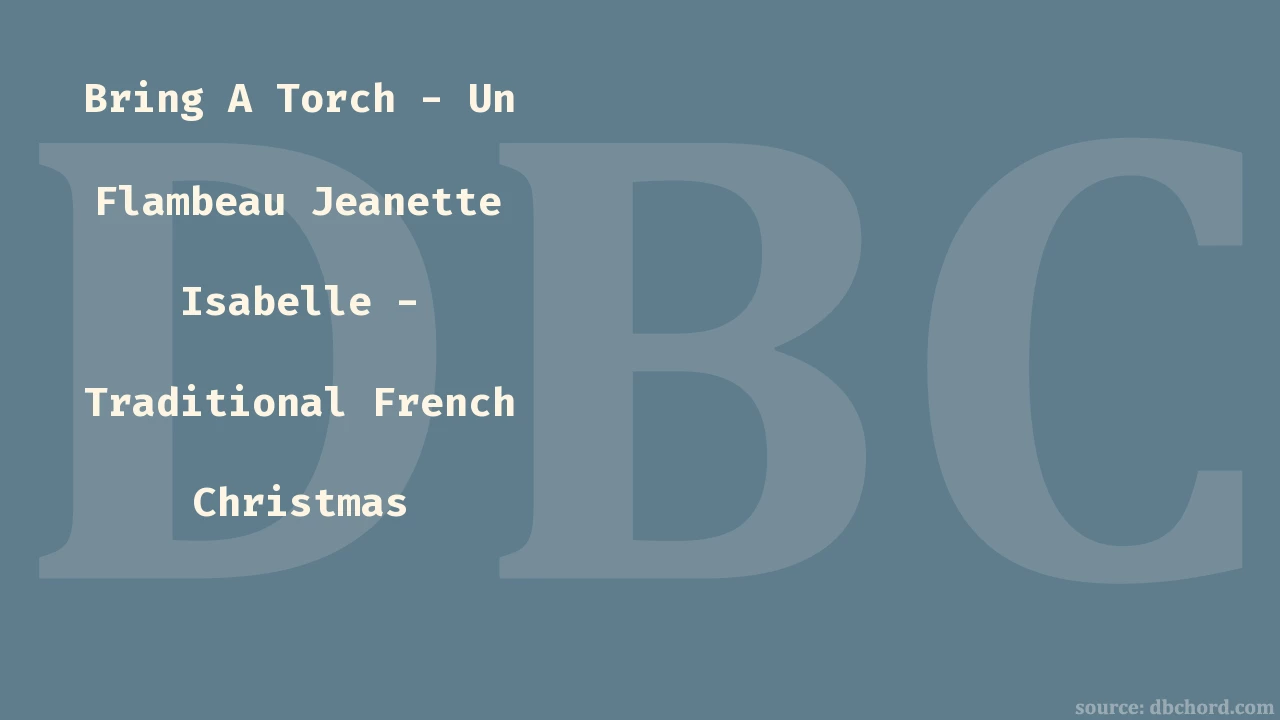 Bring A Torch - Un
Flambeau Jeanette
Isabelle -
Traditional French
Christmas
DBC
source: dbchord.com